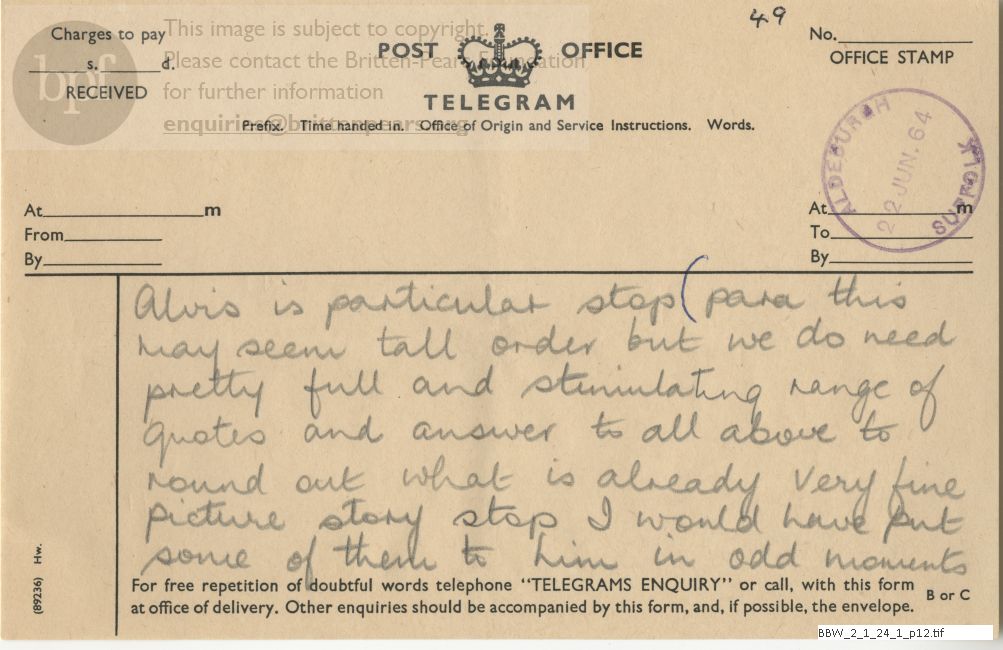 49
This image is subject to copyright.
Please contact the Britten-Pears Foundation
for further information
enquiries@brittenpears.org
bpf
Charges to pay
s. d.
RECEIVED
POST OFFICE
TELEGRAM
Prefix. Time handed in. Office of Origin and Service Instructions. Words.
No.
OFFICE STAMP
ALDEBURGH
22 JUN. 64
SUFFOLK
At m
From
By
At m
To
By
Alvis is particular stop (para this
may seem tall order but we do need
pretty full and stimulating range of
quotes and answer to all above to
round out what is already very fine
picture story stop I would have put
some of them to him in odd moments
For free repetition of doubtful words telephone "TELEGRAMS ENQUIRY" or call, with this form
at office of delivery. Other enquiries should be accompanied by this form, and, if possible, the envelope.
B or C
(89236) Hw.
BBW_2_1_24_1_p12.tif